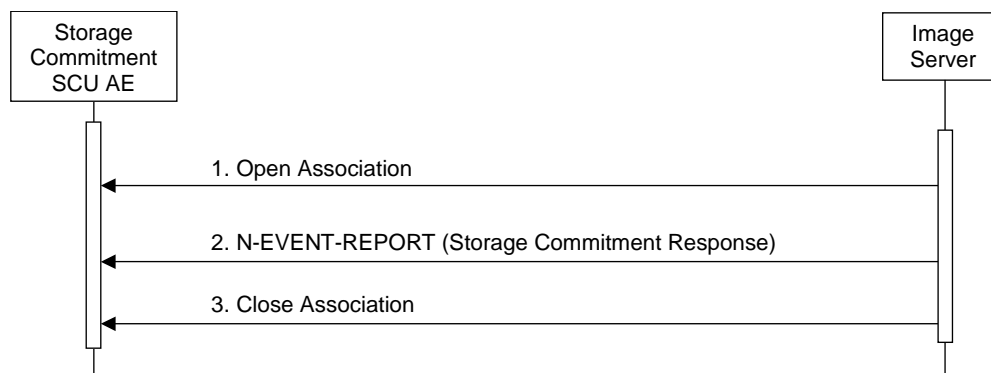 Storage
Commitment
SCU AE
Image
Server
1. Open Association
2. N-EVENT-REPORT (Storage Commitment Response)
3. Close Association